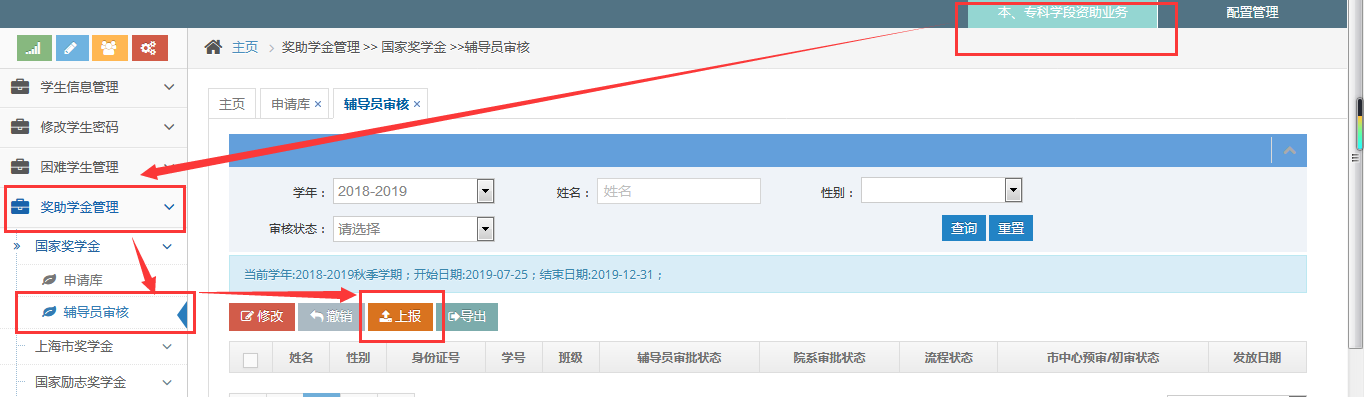 本、专科学段资助业务 配置管理
主页 > 奖助学金管理 >> 国家奖学金 >>辅导员审核
学生信息管理
修改学生密码
困难学生管理
奖助学金管理
国家奖学金
申请库
辅导员审核
上海市奖学金
国家励志奖学金
主页 申请库 × 辅导员审核 ×
学年： 2018-2019 姓名： 姓名 性别：
审核状态： 请选择 查询 重置
当前学年:2018-2019秋季学期；开始日期:2019-07-25；结束日期:2019-12-31；
修改 撤销 上报 导出
姓名 性别 身份证号 学号 班级 辅导员审批状态 院系审批状态 流程状态 市中心预审/初审状态 发放日期